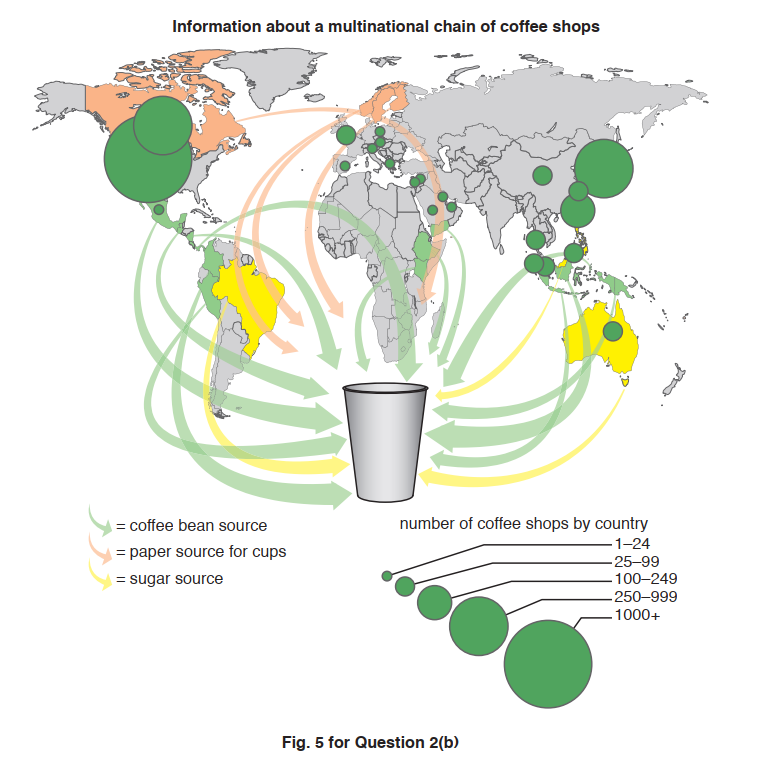 Information about a multinational chain of coffee shops
= coffee bean source
= paper source for cups
= sugar source
number of coffee shops by country
1–24
25–99
100–249
250–999
1000+
Fig. 5 for Question 2(b)